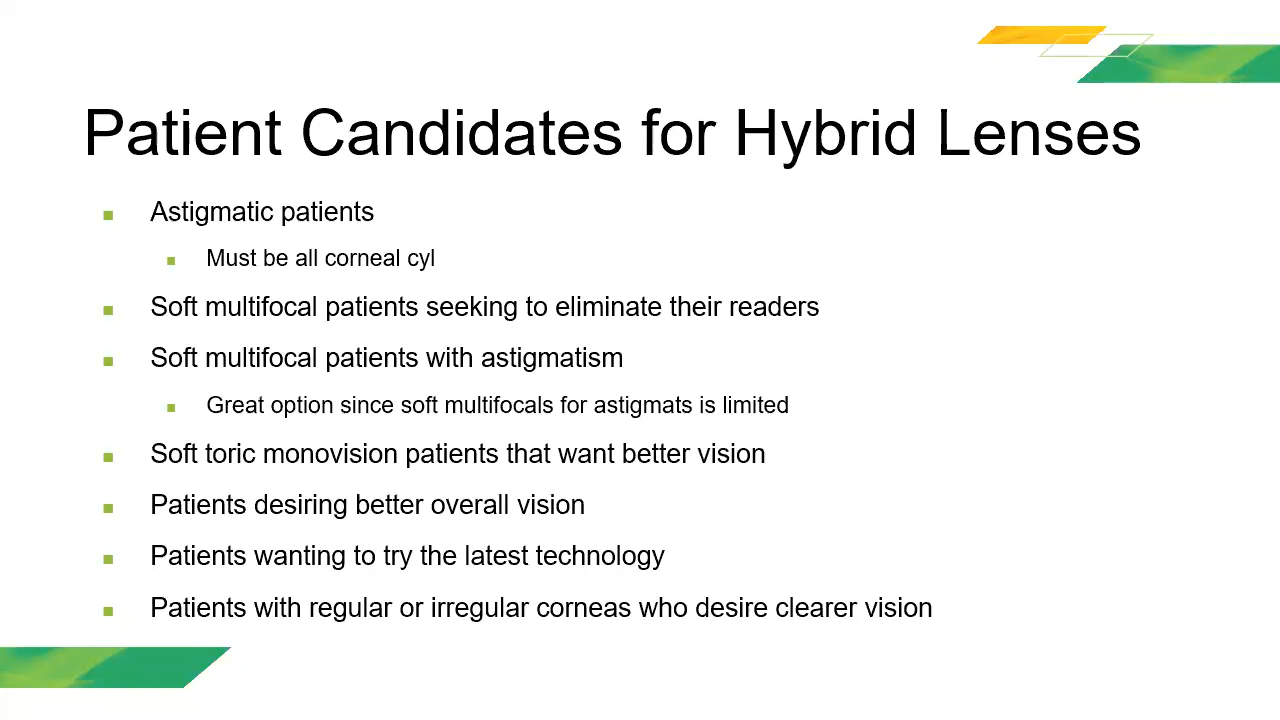 Patient Candidates for Hybrid Lenses
Astigmatic patients
Must be all corneal cyl
Soft multifocal patients seeking to eliminate their readers
Soft multifocal patients with astigmatism
Great option since soft multifocals for astigmats is limited
Soft toric monovision patients that want better vision
Patients desiring better overall vision
Patients wanting to try the latest technology
Patients with regular or irregular corneas who desire clearer vision